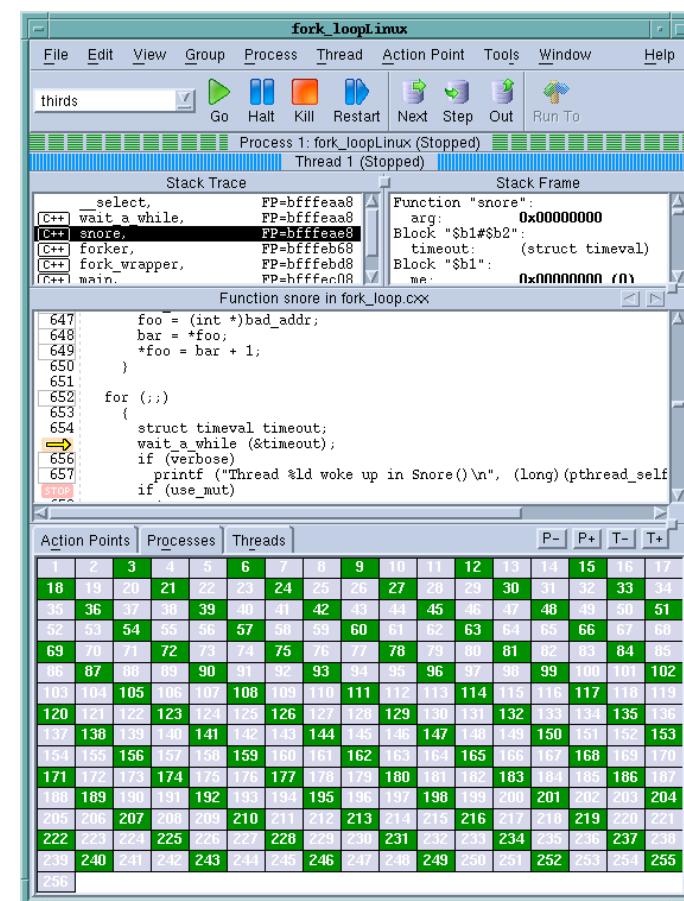 fork_loopLinux
File Edit View Group Process Thread Action Point Tools Window Help
thirds
Go Halt Kill Restart Next Step Out Run To
Process 1: fork_loopLinux (Stopped)
Thread 1 (Stopped)
Stack Trace
__select, FP=bfffeaa8
C++ wait_a_while, FP=bfffeaa8
C++ snore, FP=bfffeae8
C++ forker, FP=bfffeb68
C++ fork_wrapper, FP=bfffebd8
C++ main, FP=bfffec08
Stack Frame
Function "snore":
arg: 0x00000000
Block "$b1#$b2":
timeout: (struct timeval)
Block "$b1":
me: 0x00000000 (0)
Function snore in fork_loop.cxx
647 foo = (int *)bad_addr;
648 bar = *foo;
649 *foo = bar + 1;
650 }
651
652 for (;;)
653 {
654 struct timeval timeout;
wait_a_while (&timeout);
656 if (verbose)
657 printf ("Thread %ld woke up in Snore()\n", (long)(pthread_self
STOP if (use_mut)
Action Points Processes Threads P- P+ T- T+
1 2 3 4 5 6 7 8 9 10 11 12 13 14 15 16 17
18 19 20 21 22 23 24 25 26 27 28 29 30 31 32 33 34
35 36 37 38 39 40 41 42 43 44 45 46 47 48 49 50 51
52 53 54 55 56 57 58 59 60 61 62 63 64 65 66 67 68
69 70 71 72 73 74 75 76 77 78 79 80 81 82 83 84 85
86 87 88 89 90 91 92 93 94 95 96 97 98 99 100 101 102
103 104 105 106 107 108 109 110 111 112 113 114 115 116 117 118 119
120 121 122 123 124 125 126 127 128 129 130 131 132 133 134 135 136
137 138 139 140 141 142 143 144 145 146 147 148 149 150 151 152 153
154 155 156 157 158 159 160 161 162 163 164 165 166 167 168 169 170
171 172 173 174 175 176 177 178 179 180 181 182 183 184 185 186 187
188 189 190 191 192 193 194 195 196 197 198 199 200 201 202 203 204
205 206 207 208 209 210 211 212 213 214 215 216 217 218 219 220 221
222 223 224 225 226 227 228 229 230 231 232 233 234 235 236 237 238
239 240 241 242 243 244 245 246 247 248 249 250 251 252 253 254 255
256